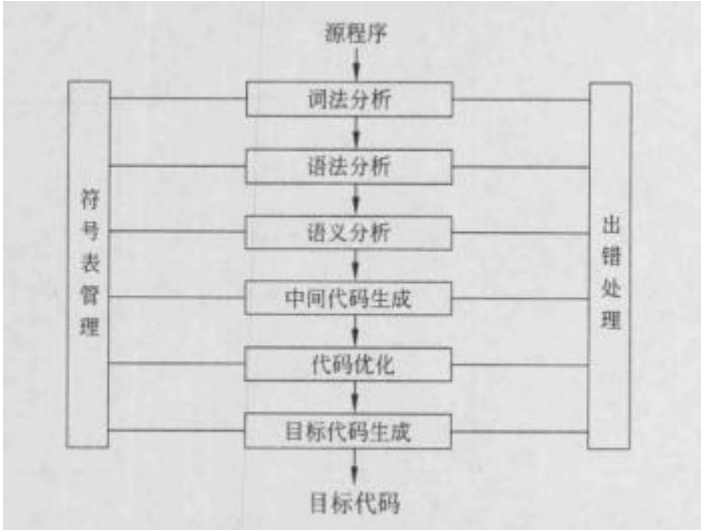 源程序
词法分析
语法分析
语义分析
中间代码生成
代码优化
目标代码生成
目标代码
符号表管理
出错处理